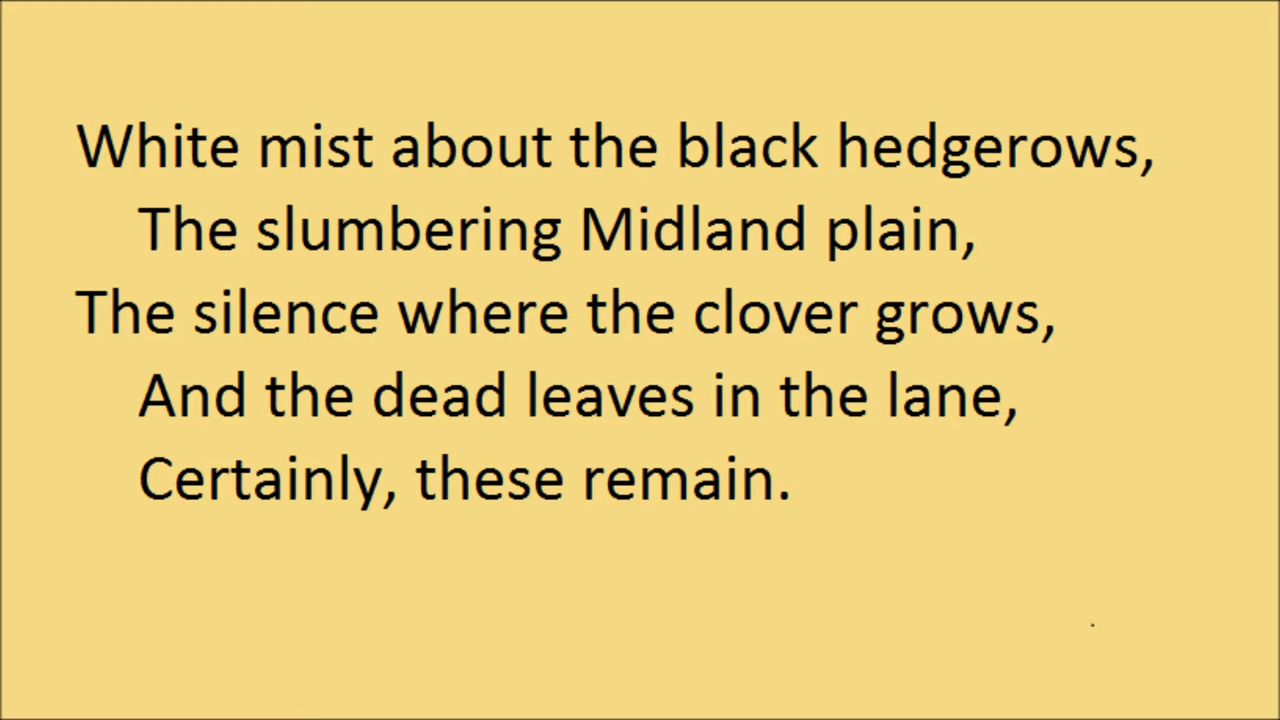 White mist about the black hedgerows,
The slumbering Midland plain,
The silence where the clover grows,
And the dead leaves in the lane,
Certainly, these remain.